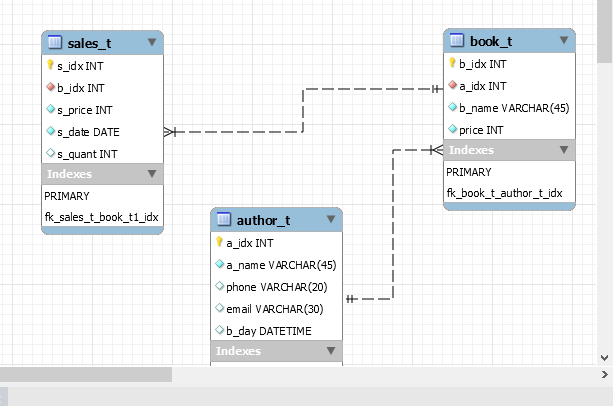 sales_t
s_idx INT
b_idx INT
s_price INT
s_date DATE
s_quant INT
Indexes
PRIMARY
fk_sales_t_book_t1_idx
book_t
b_idx INT
a_idx INT
b_name VARCHAR(45)
price INT
Indexes
PRIMARY
fk_book_t_author_t_idx
author_t
a_idx INT
a_name VARCHAR(45)
phone VARCHAR(20)
email VARCHAR(30)
b_day DATETIME
Indexes